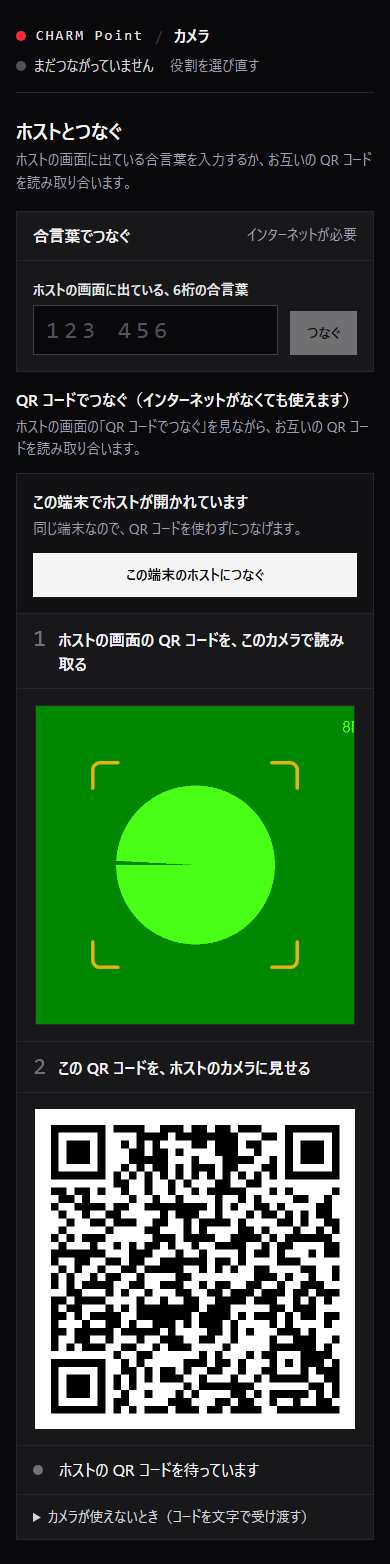 CHARM Point / カメラ
まだつながっていません 役割を選び直す
ホストとつなぐ
ホストの画面に出ている合言葉を入力するか、お互いの QR コード
を読み取り合います。
合言葉でつなぐ インターネットが必要
ホストの画面に出ている、6桁の合言葉
123 456 つなぐ
QR コードでつなぐ（インターネットがなくても使えます）
ホストの画面の「QR コードでつなぐ」を見ながら、お互いの QR コー
ドを読み取り合います。
この端末でホストが開かれています
同じ端末なので、QR コードを使わずにつなげます。
この端末のホストにつなぐ
1 ホストの画面の QR コードを、このカメラで読み
取る
2 この QR コードを、ホストのカメラに見せる
ホストの QR コードを待っています
▶ カメラが使えないとき（コードを文字で受け渡す）